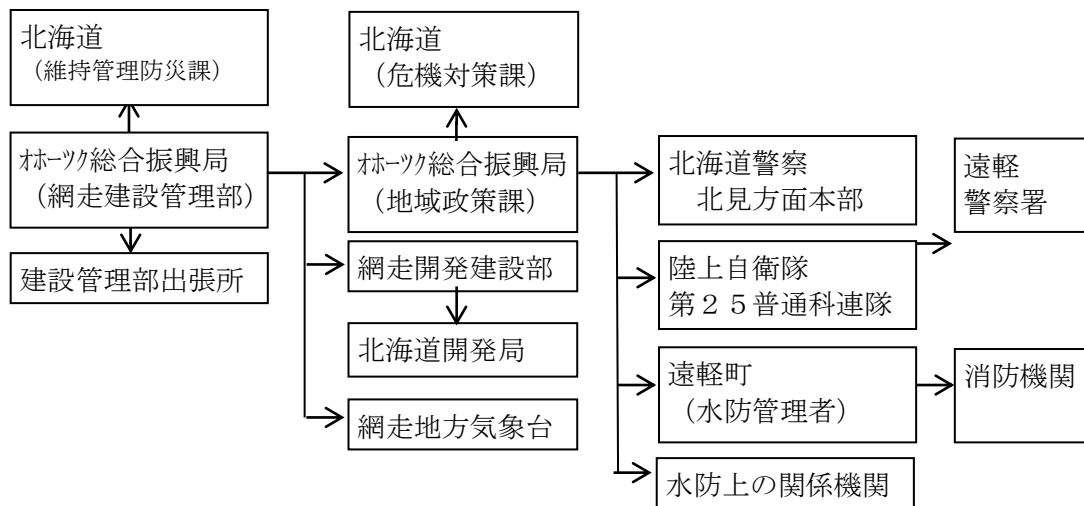 北海道
（維持管理防災課）
ｵﾎｰﾂｸ総合振興局
（網走建設管理部）
建設管理部出張所
北海道
（危機対策課）
ｵﾎｰﾂｸ総合振興局
（地域政策課）
網走開発建設部
北海道開発局
網走地方気象台
北海道警察
北見方面本部
陸上自衛隊
第２５普通科連隊
遠軽町
（水防管理者）
水防上の関係機関
遠軽
警察署
消防機関